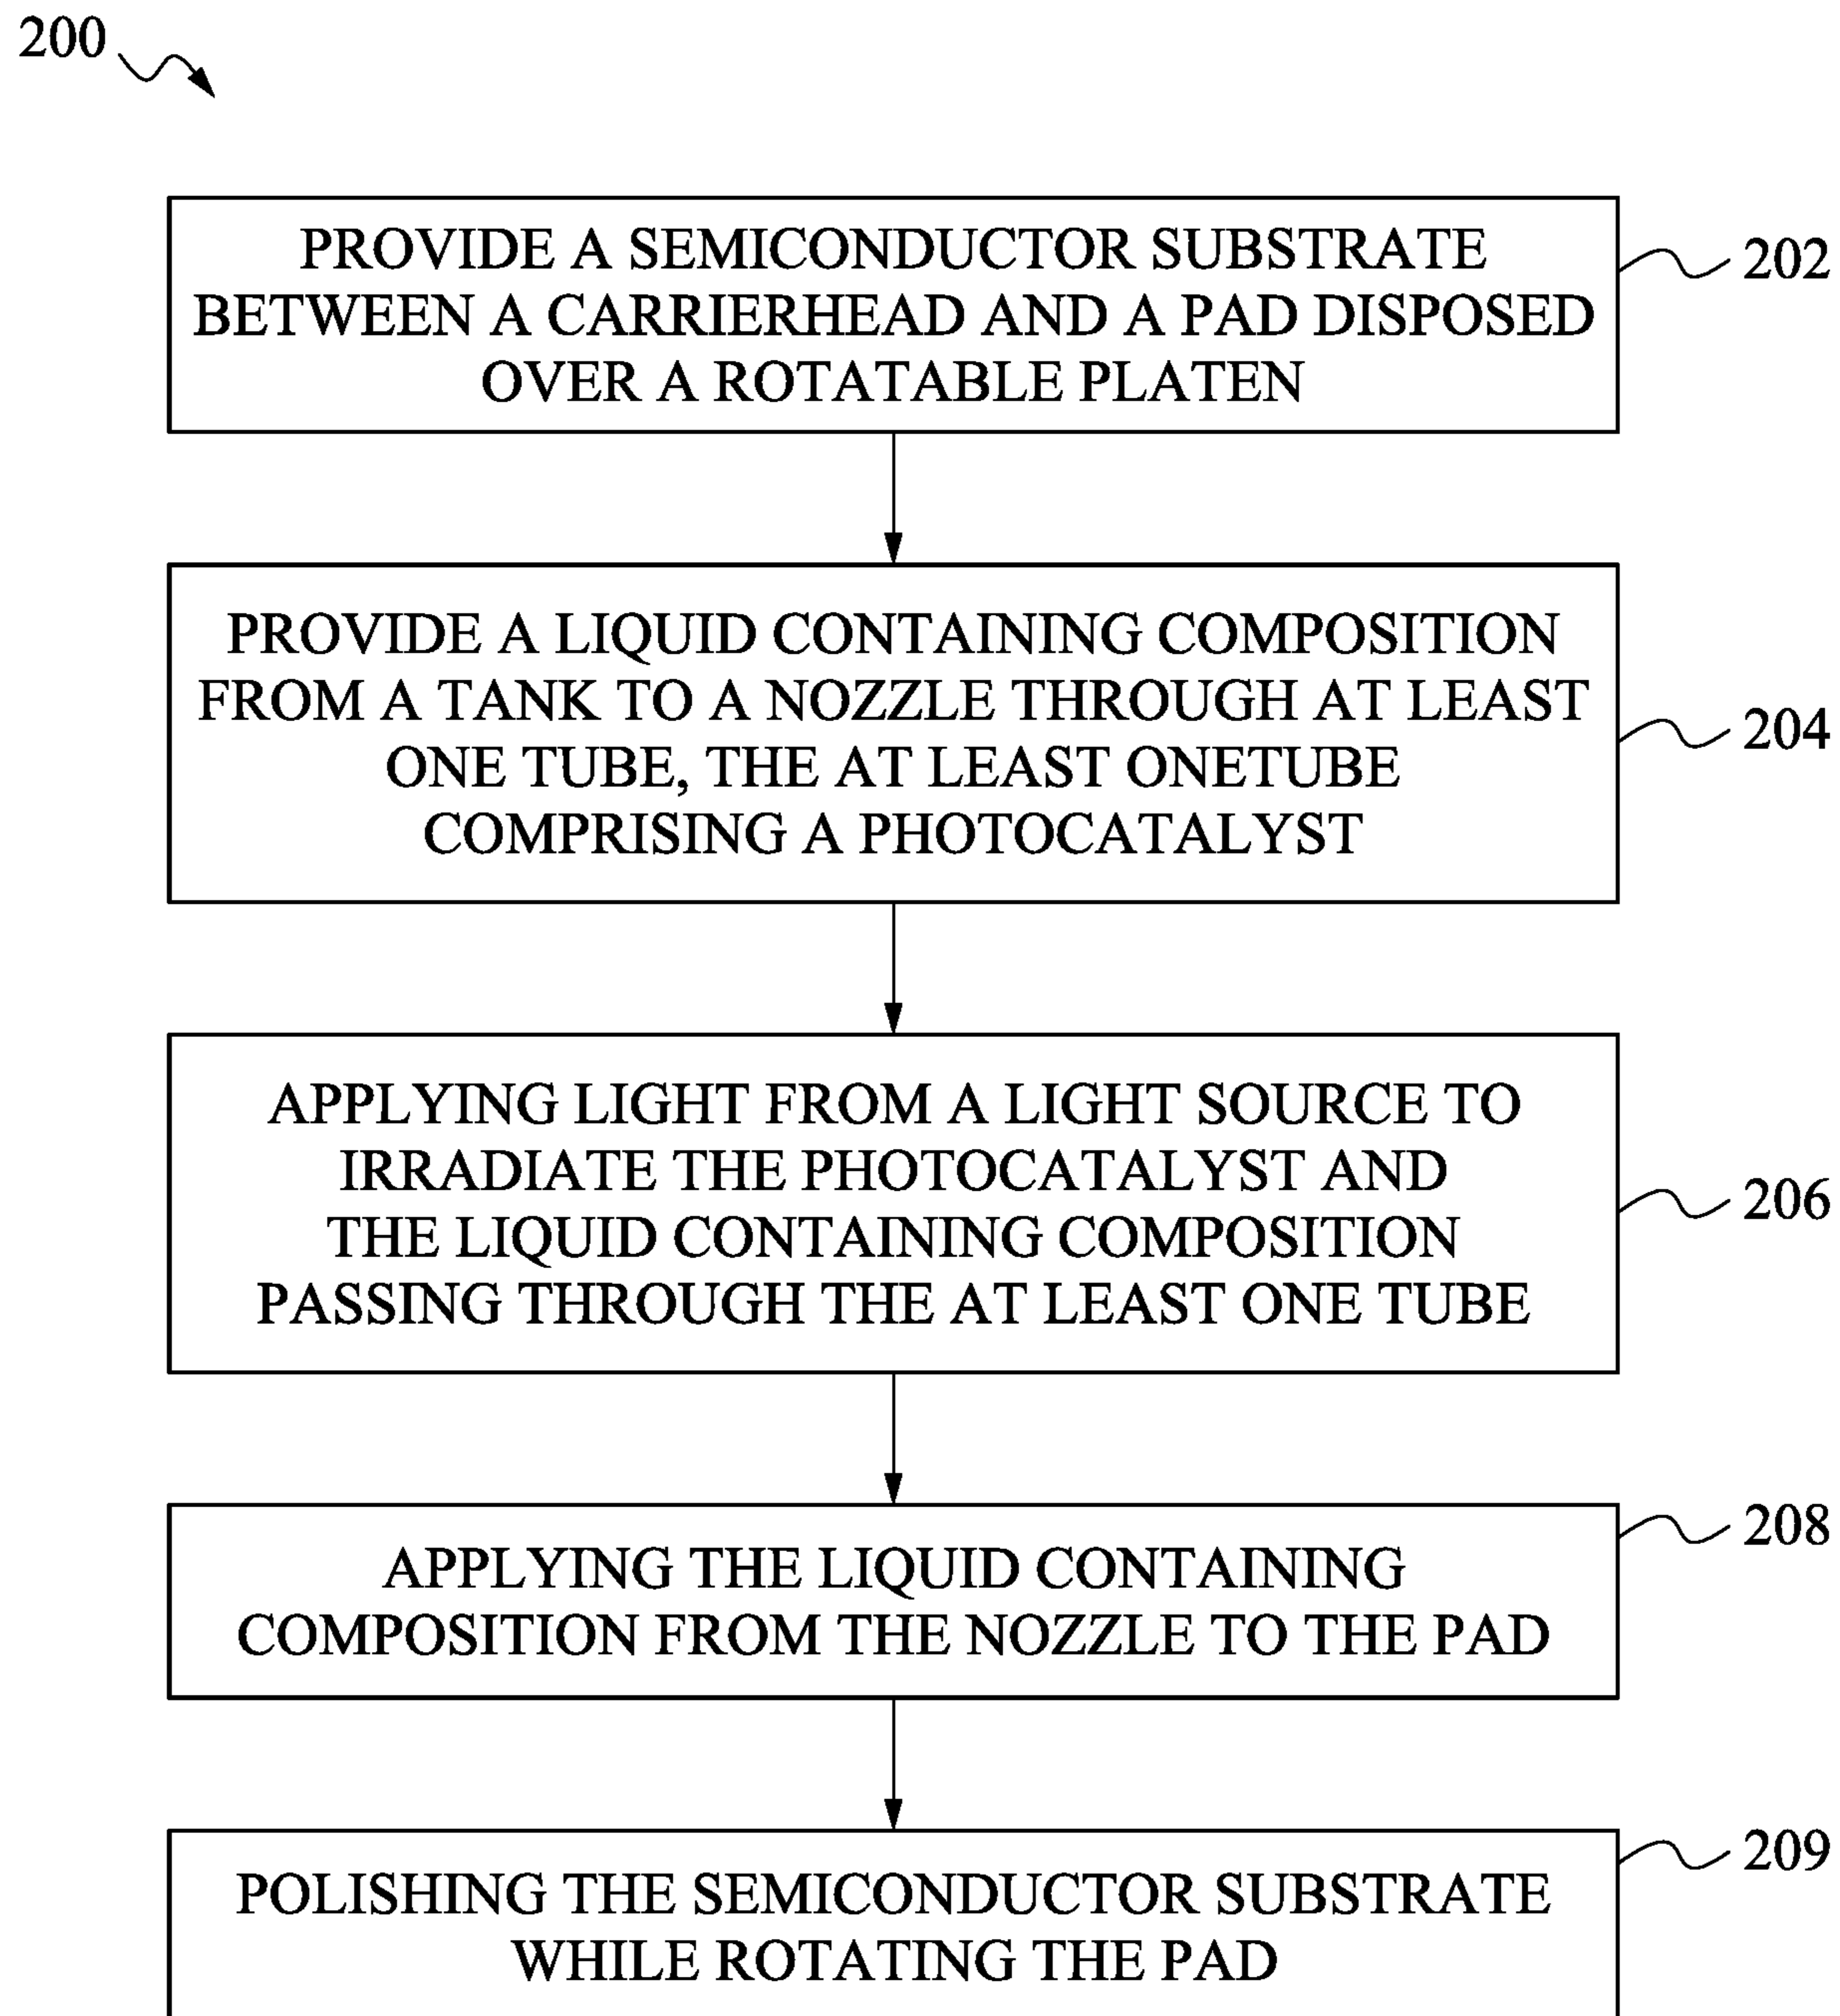 200
PROVIDE A SEMICONDUCTOR SUBSTRATE
BETWEEN A CARRIERHEAD AND A PAD DISPOSED
OVER A ROTATABLE PLATEN
202
PROVIDE A LIQUID CONTAINING COMPOSITION
FROM A TANK TO A NOZZLE THROUGH AT LEAST
ONE TUBE, THE AT LEAST ONETUBE
COMPRISING A PHOTOCATALYST
204
APPLYING LIGHT FROM A LIGHT SOURCE TO
IRRADIATE THE PHOTOCATALYST AND
THE LIQUID CONTAINING COMPOSITION
PASSING THROUGH THE AT LEAST ONE TUBE
206
APPLYING THE LIQUID CONTAINING
COMPOSITION FROM THE NOZZLE TO THE PAD
208
POLISHING THE SEMICONDUCTOR SUBSTRATE
WHILE ROTATING THE PAD
209